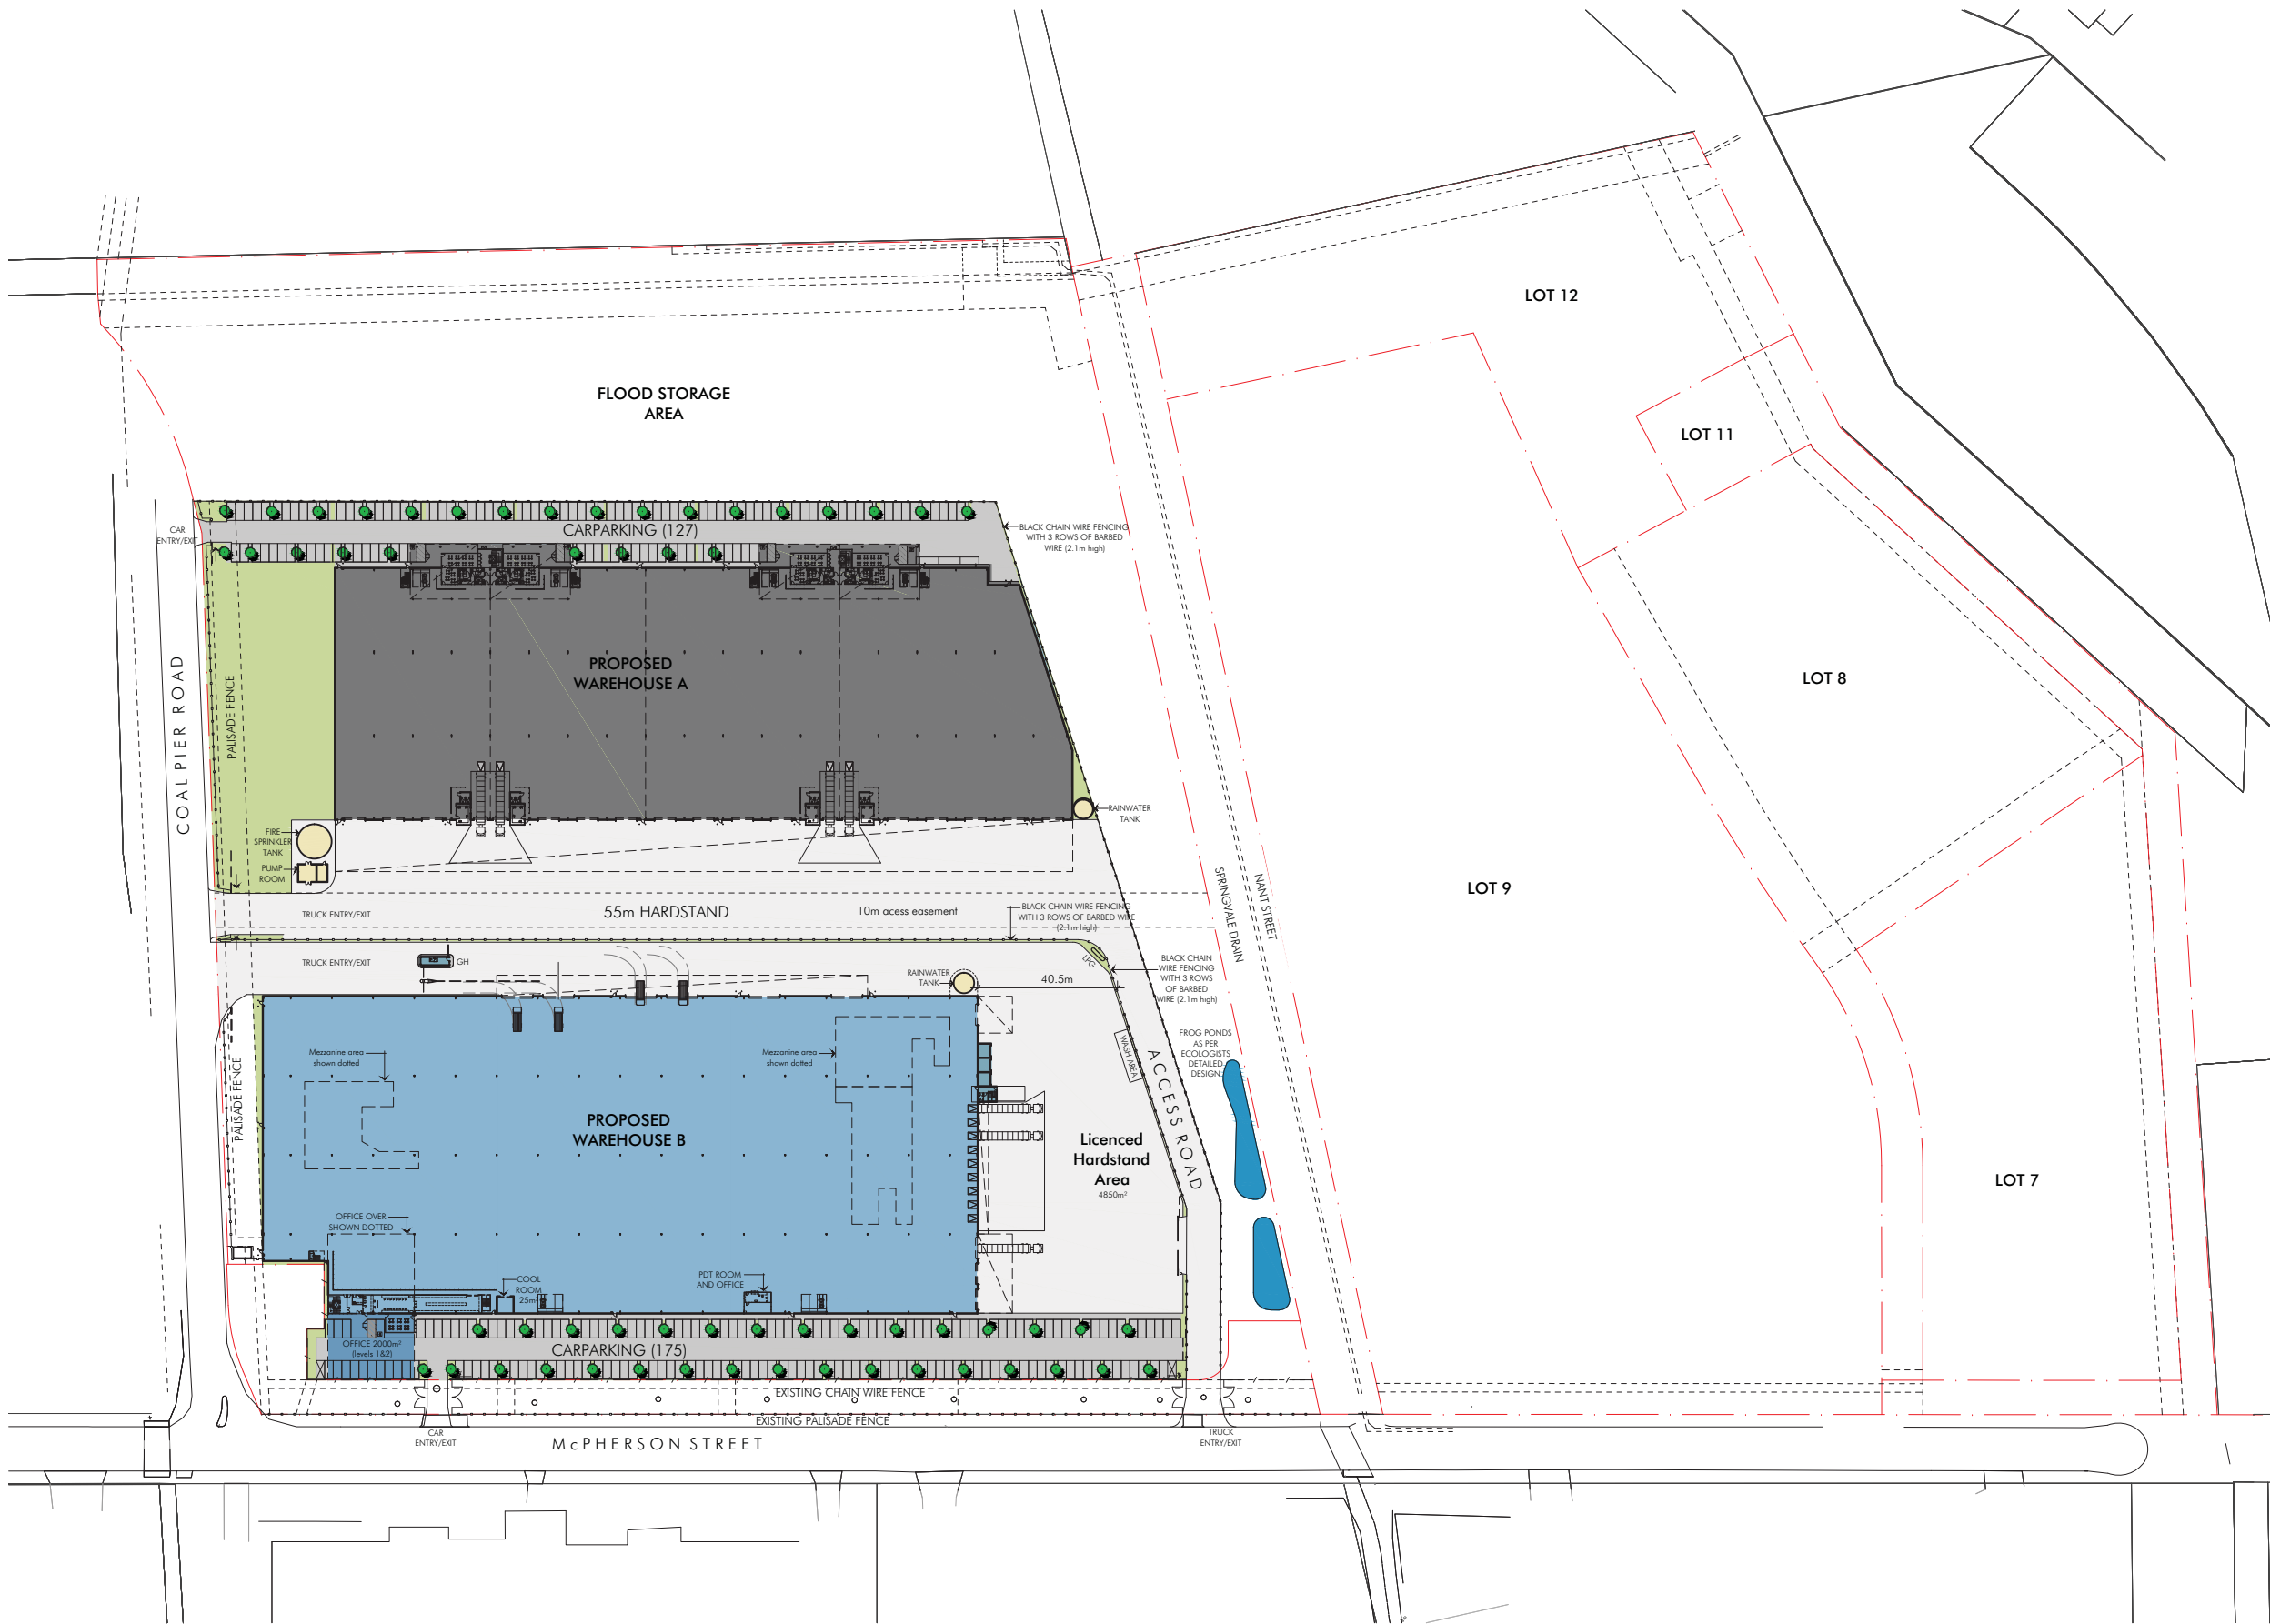 LOT 12
FLOOD STORAGE
AREA
LOT 11
CAR
ENTRY/EXIT
CARPARKING (127)
BLACK CHAIN WIRE FENCING
WITH 3 ROWS OF BARBED
WIRE (2.1m high)
PROPOSED
WAREHOUSE A
LOT 8
COAL PIER ROAD
PALISADE FENCE
RAINWATER
TANK
FIRE
SPRINKLER
TANK
PUMP
ROOM
SPRINGVALE DRAIN
NANT STREET
LOT 9
TRUCK ENTRY/EXIT
55m HARDSTAND
10m acess easement
BLACK CHAIN WIRE FENCING
WITH 3 ROWS OF BARBED WIRE
(2.1m high)
TRUCK ENTRY/EXIT
GH
LPG
RAINWATER
TANK
40.5m
BLACK CHAIN
WIRE FENCING
WITH 3 ROWS
OF BARBED
WIRE (2.1m high)
FROG PONDS
AS PER
ECOLOGISTS
DETAILED
DESIGN
Mezzanine area
shown dotted
Mezzanine area
shown dotted
WASH AREA
ACCESS ROAD
PALISADE FENCE
PROPOSED
WAREHOUSE B
Licenced
Hardstand
Area
4850m²
LOT 7
OFFICE OVER
SHOWN DOTTED
COOL
ROOM
25m²
PDT ROOM
AND OFFICE
OFFICE 2000m²
(levels 1&2)
CARPARKING (175)
EXISTING CHAIN WIRE FENCE
EXISTING PALISADE FENCE
CAR
ENTRY/EXIT
McPHERSON STREET
TRUCK
ENTRY/EXIT